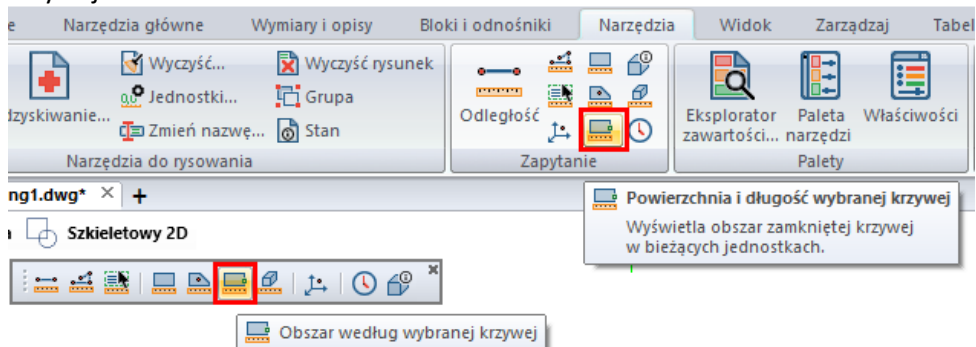 Narzędzia główne Wymiary i opisy Bloki i odnośniki Narzędzia Widok Zarządzaj
Wyczyść... Wyczyść rysunek
Jednostki... Grupa
Zmień nazwę... Stan
Narzędzia do rysowania
Odległość
Zapytanie
Eksplorator zawartości...
Paleta narzędzi
Właściwości
Palety
ng1.dwg* × +
Powierzchnia i długość wybranej krzywej
Wyświetla obszar zamkniętej krzywej
w bieżących jednostkach.
Szkieletowy 2D
Obszar według wybranej krzywej